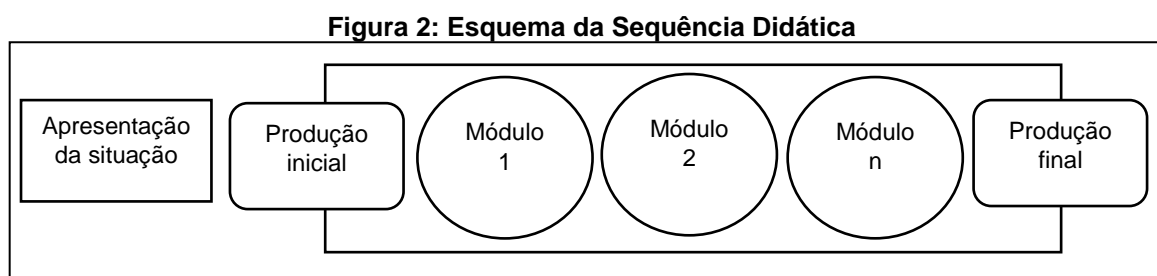 Figura 2: Esquema da Sequência Didática
Apresentação
da situação
Produção
inicial
Módulo
1
Módulo
2
Módulo
n
Produção
final